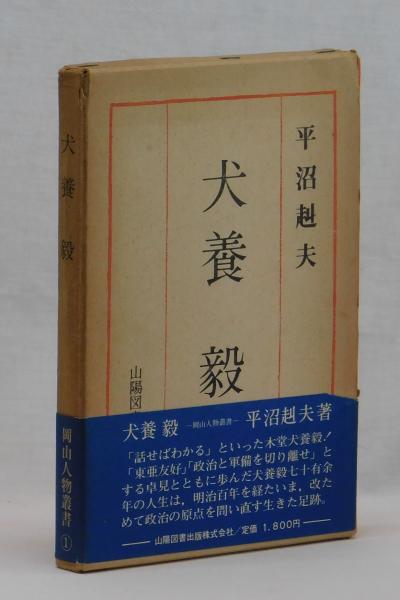 犬養毅
岡山人物叢書①
平沼赳夫
犬養毅
山陽図
犬養毅 ―岡山人物叢書― 平沼赳夫著
「話せばわかる」といった木堂犬養毅！
「東亜友好」「政治と軍備を切り離せ」と
する卓見とともに歩んだ犬養毅七十有余
年の人生は，明治百年を経たいま，改た
めて政治の原点を問い直す生きた足跡。
山陽図書出版株式会社／定価 1,800円